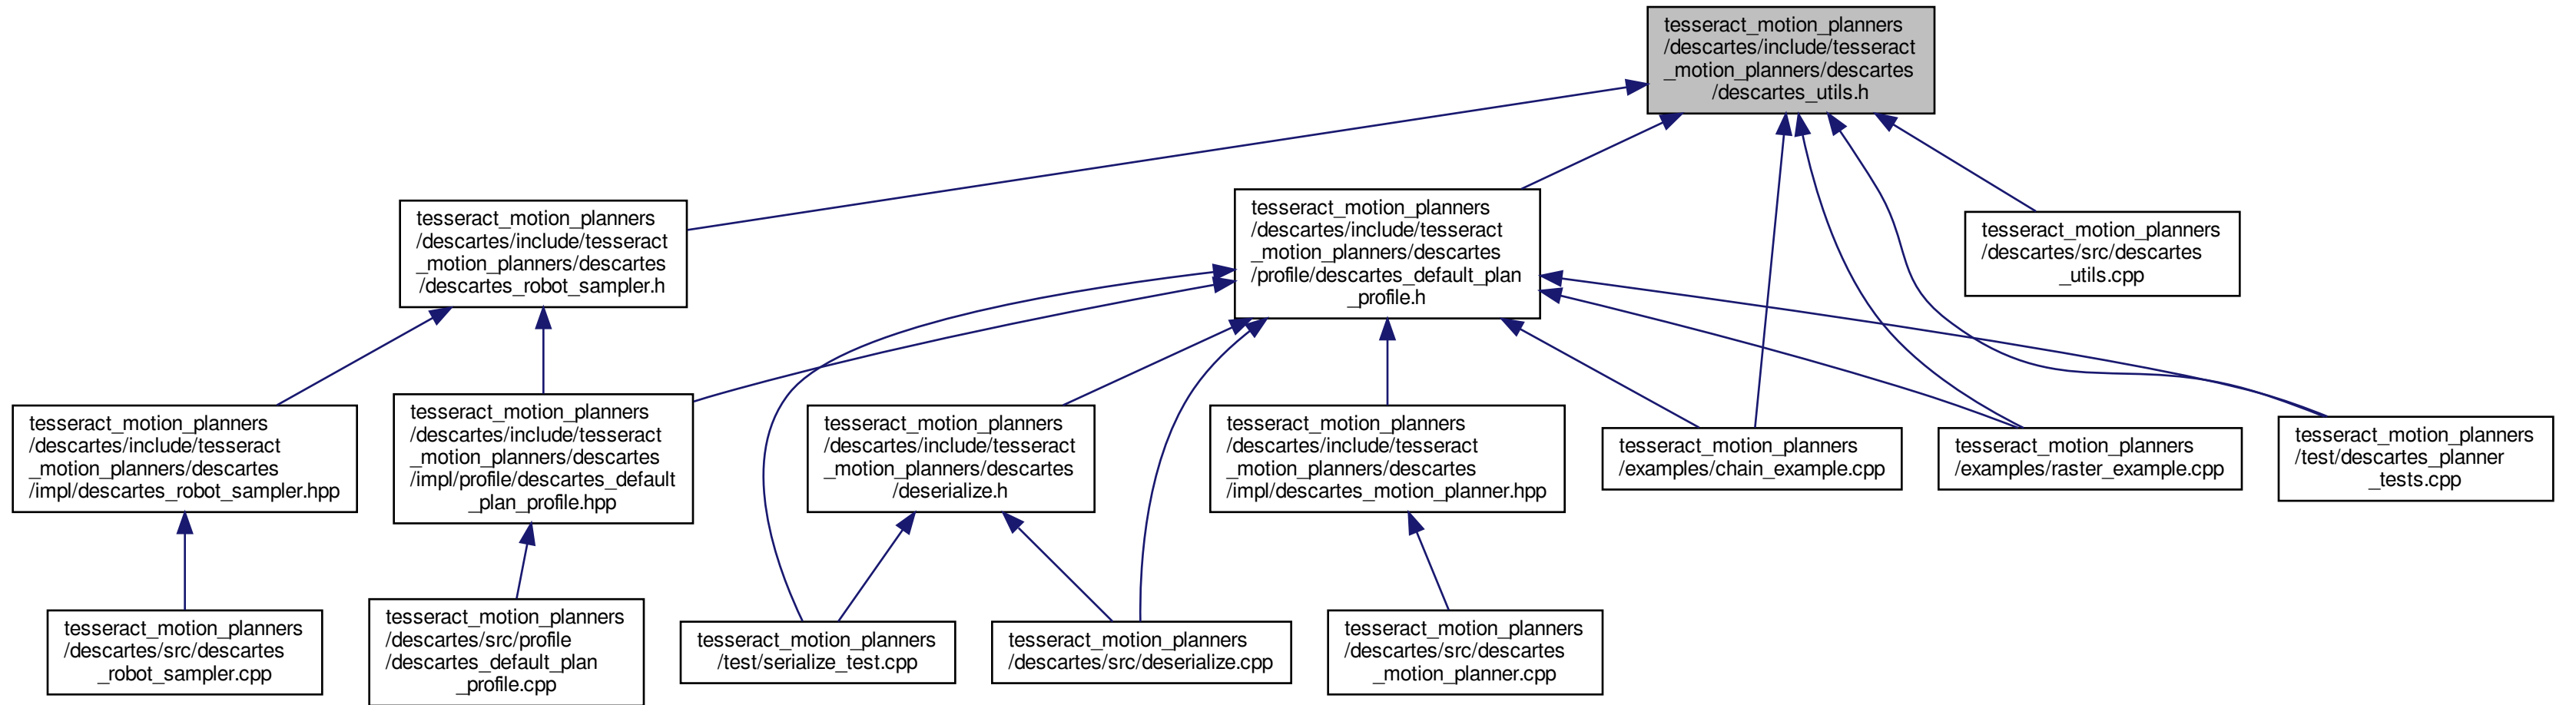 tesseract_motion_planners
/descartes/include/tesseract
_motion_planners/descartes
/descartes_utils.h
tesseract_motion_planners
/descartes/include/tesseract
_motion_planners/descartes
/descartes_robot_sampler.h
tesseract_motion_planners
/descartes/include/tesseract
_motion_planners/descartes
/profile/descartes_default_plan
_profile.h
tesseract_motion_planners
/descartes/src/descartes
_utils.cpp
tesseract_motion_planners
/descartes/include/tesseract
_motion_planners/descartes
/impl/descartes_robot_sampler.hpp
tesseract_motion_planners
/descartes/include/tesseract
_motion_planners/descartes
/impl/profile/descartes_default
_plan_profile.hpp
tesseract_motion_planners
/descartes/include/tesseract
_motion_planners/descartes
/deserialize.h
tesseract_motion_planners
/descartes/include/tesseract
_motion_planners/descartes
/impl/descartes_motion_planner.hpp
tesseract_motion_planners
/examples/chain_example.cpp
tesseract_motion_planners
/examples/raster_example.cpp
tesseract_motion_planners
/test/descartes_planner
_tests.cpp
tesseract_motion_planners
/descartes/src/descartes
_robot_sampler.cpp
tesseract_motion_planners
/descartes/src/profile
/descartes_default_plan
_profile.cpp
tesseract_motion_planners
/test/serialize_test.cpp
tesseract_motion_planners
/descartes/src/deserialize.cpp
tesseract_motion_planners
/descartes/src/descartes
_motion_planner.cpp